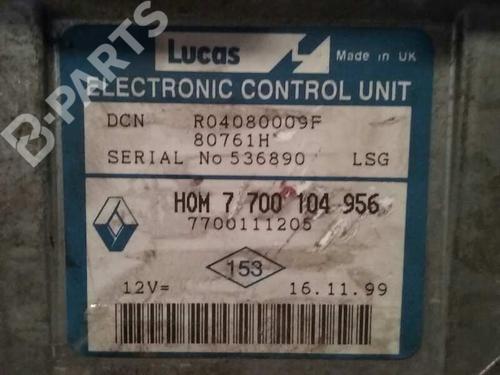 B-PARTS
Lucas
Made in UK
ELECTRONIC CONTROL UNIT
DCN R04080009F
80761H
SERIAL No 536890 LSG
HOM 7 700 104 956
7700111205
153
12V= 16.11.99